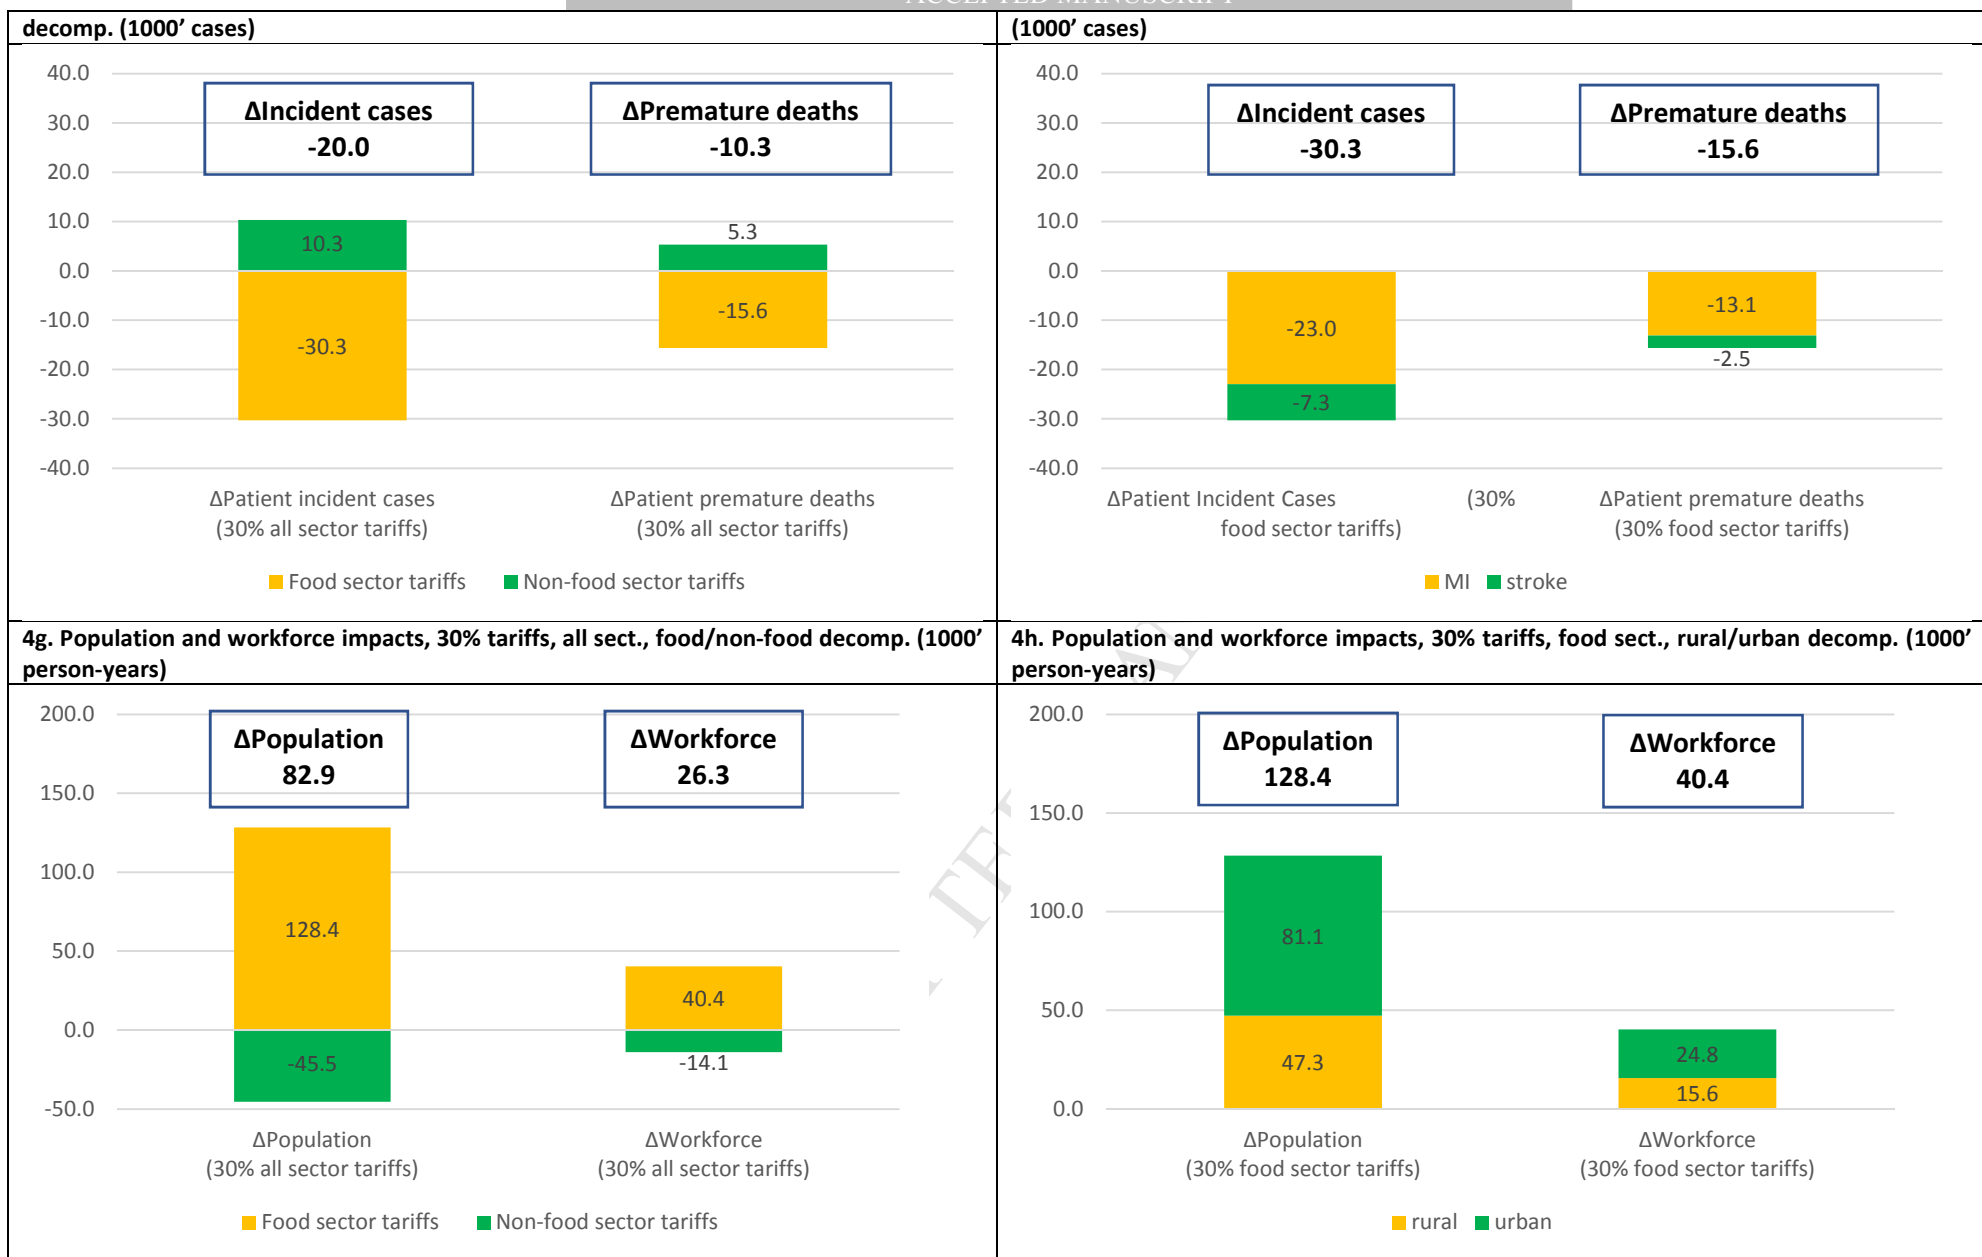 ACCEPTED MANUSCRIPT
decomp. (1000’ cases)
40.0
30.0
20.0
10.0
0.0
-10.0
-20.0
-30.0
-40.0
ΔIncident cases
-20.0
ΔPremature deaths
-10.3
10.3
5.3
-30.3
-15.6
ΔPatient incident cases
(30% all sector tariffs)
ΔPatient premature deaths
(30% all sector tariffs)
Food sector tariffs
Non-food sector tariffs
(1000’ cases)
40.0
30.0
20.0
10.0
0.0
-10.0
-20.0
-30.0
-40.0
ΔIncident cases
-30.3
ΔPremature deaths
-15.6
-23.0
-13.1
-7.3
-2.5
ΔPatient Incident Cases (30%
food sector tariffs)
ΔPatient premature deaths
(30% food sector tariffs)
MI
stroke
4g. Population and workforce impacts, 30% tariffs, all sect., food/non-food decomp. (1000’
person-years)
200.0
150.0
100.0
50.0
0.0
-50.0
ΔPopulation
82.9
ΔWorkforce
26.3
128.4
40.4
-45.5
-14.1
ΔPopulation
(30% all sector tariffs)
ΔWorkforce
(30% all sector tariffs)
Food sector tariffs
Non-food sector tariffs
4h. Population and workforce impacts, 30% tariffs, food sect., rural/urban decomp. (1000’
person-years)
200.0
150.0
100.0
50.0
0.0
ΔPopulation
128.4
ΔWorkforce
40.4
81.1
24.8
47.3
15.6
ΔPopulation
(30% food sector tariffs)
ΔWorkforce
(30% food sector tariffs)
rural
urban